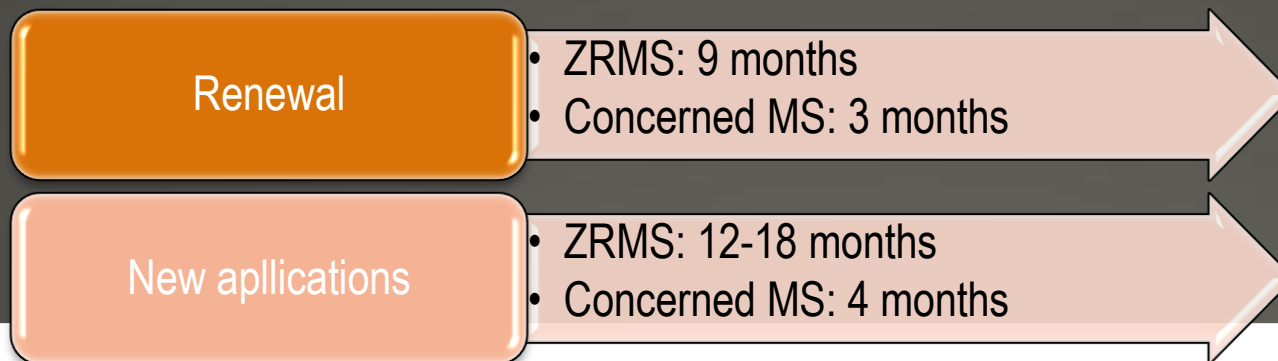 Renewal
• ZRMS: 9 months
• Concerned MS: 3 months
New apllications
• ZRMS: 12-18 months
• Concerned MS: 4 months